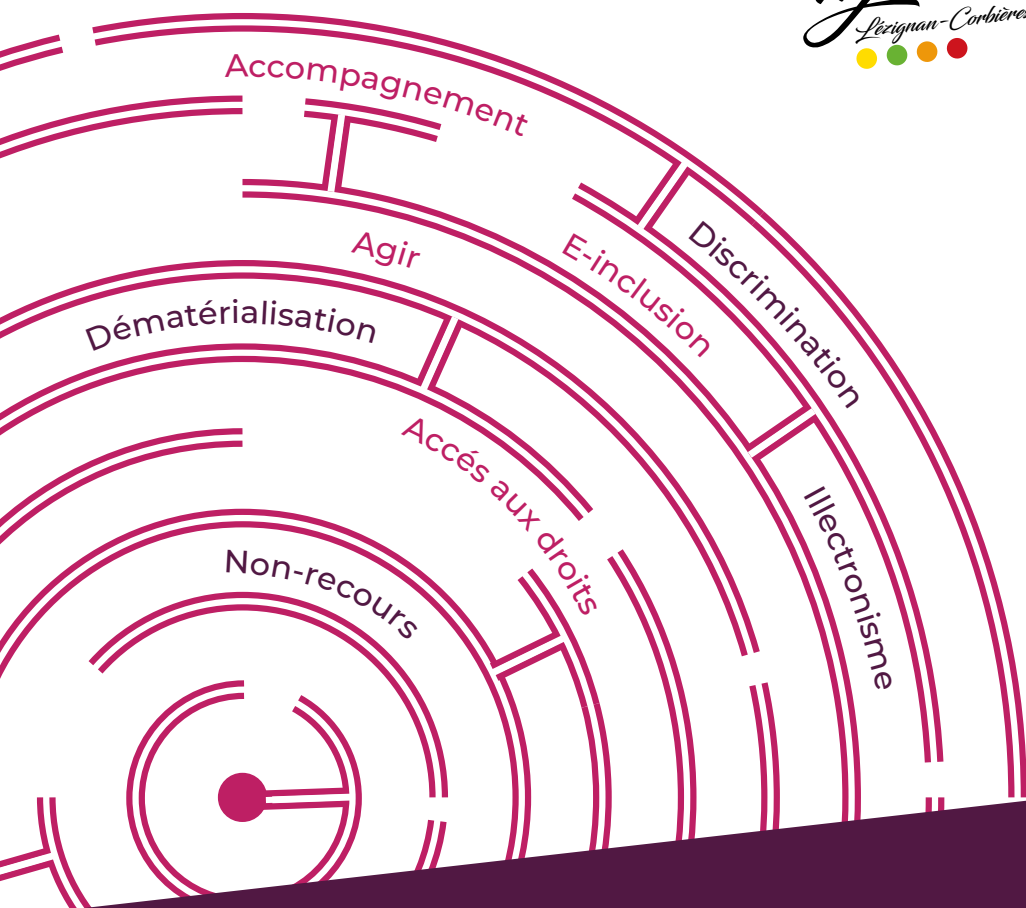 Lézignan-Corbières
Accompagnement
Discrimination
E-inclusion
Agir
Dématérialisation
Accés aux droits
Illectronisme
Non-recours